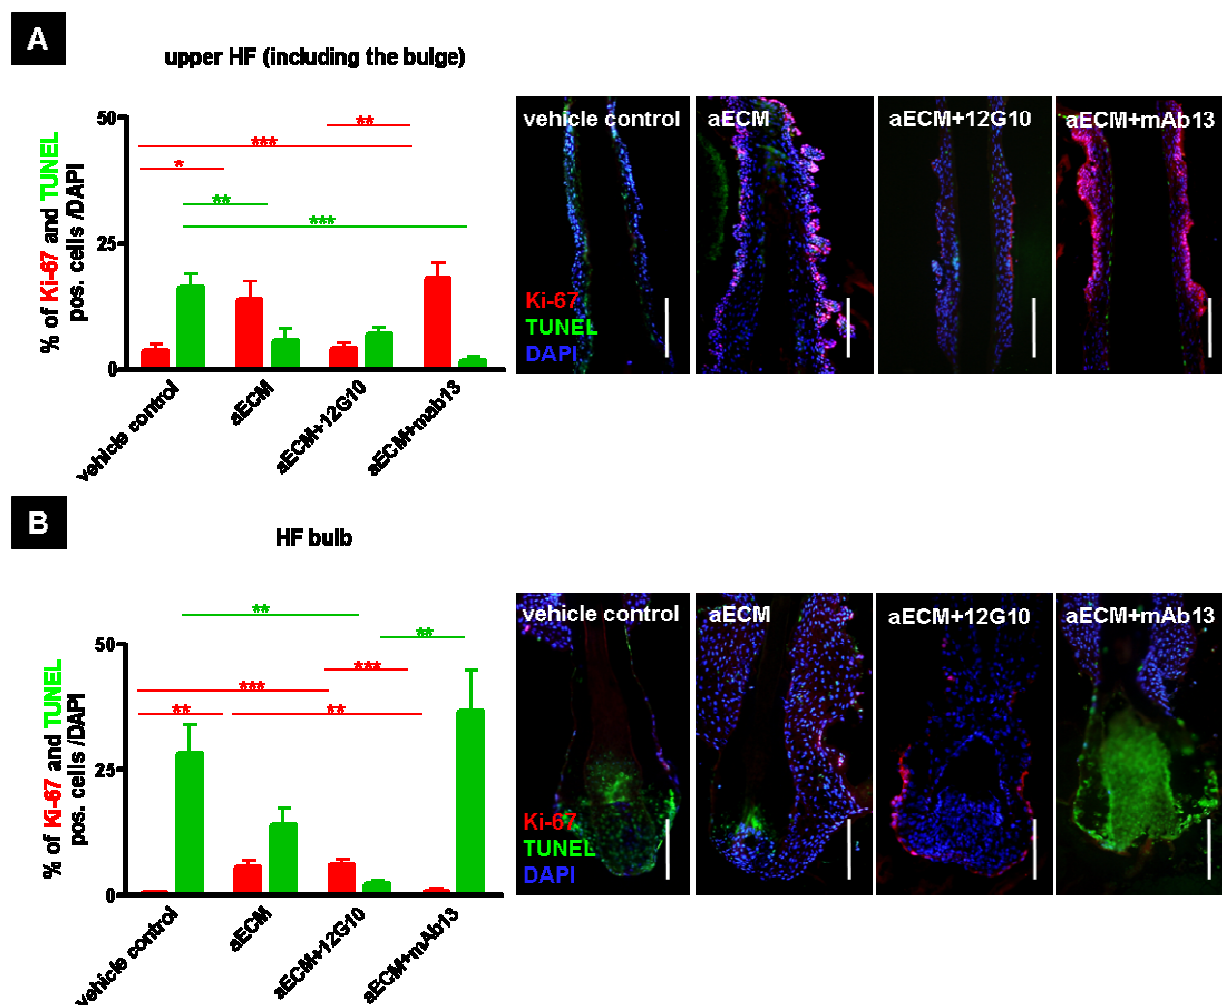 A
upper HF (including the bulge)
% of Ki-67 and TUNEL
pos. cells /DAPI
50
25
0
**
***
*
**
***
vehicle control
aECM
aECM+12G10
aECM+mab13
vehicle control
aECM
aECM+12G10
aECM+mAb13
Ki-67
TUNEL
DAPI
B
HF bulb
% of Ki-67 and TUNEL
pos. cells /DAPI
50
25
0
**
**
***
***
**
**
vehicle control
aECM
aECM+12G10
aECM+mAb13
vehicle control
aECM
aECM+12G10
aECM+mAb13
Ki-67
TUNEL
DAPI